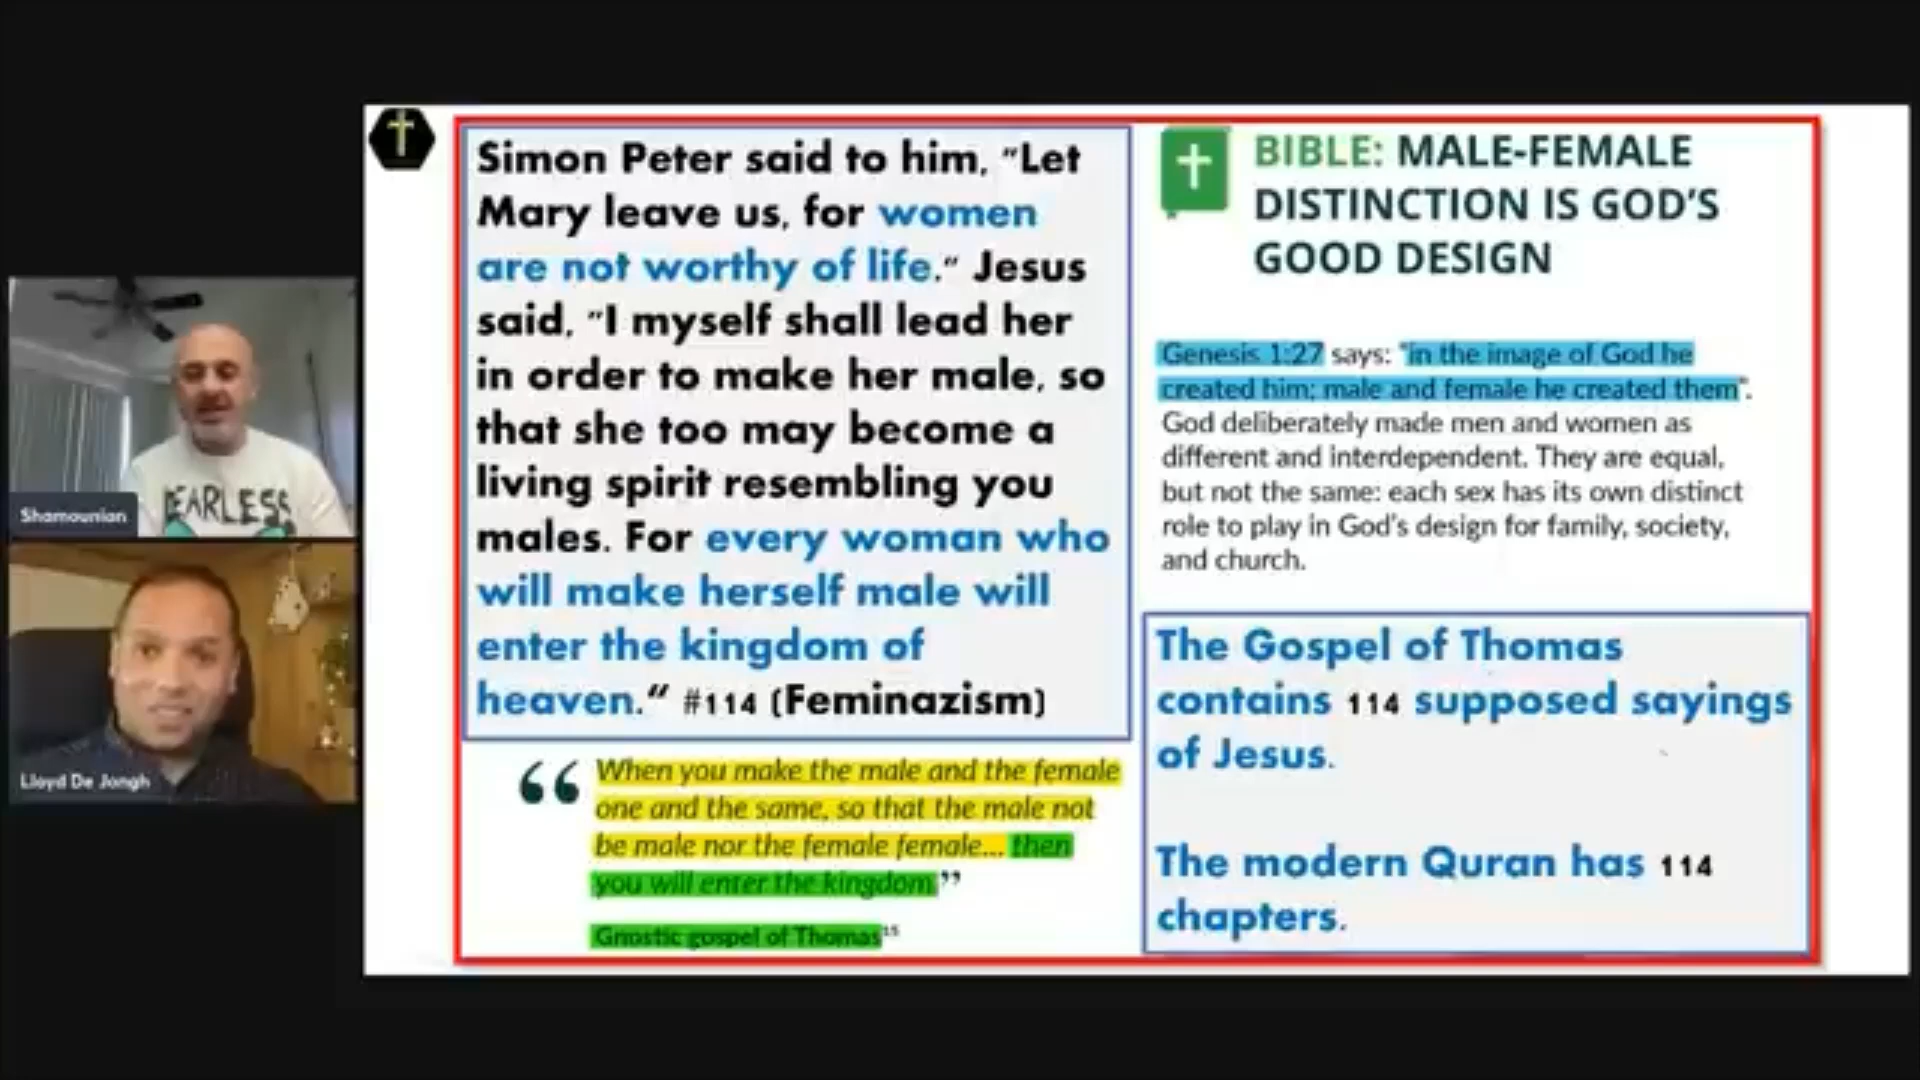 Simon Peter said to him, "Let
Mary leave us, for women
are not worthy of life." Jesus
said, "I myself shall lead her
in order to make her male, so
that she too may become a
living spirit resembling you
males. For every woman who
will make herself male will
enter the kingdom of
heaven." #114 (Feminazism)
“ When you make the male and the female
one and the same, so that the male not
be male nor the female female... then
you will enter the kingdom.”
Gnostic gospel of Thomas15
BIBLE: MALE-FEMALE
DISTINCTION IS GOD'S
GOOD DESIGN
Genesis 1:27 says: "in the image of God he
created him; male and female he created them".
God deliberately made men and women as
different and interdependent. They are equal,
but not the same: each sex has its own distinct
role to play in God's design for family, society,
and church.
The Gospel of Thomas
contains 114 supposed sayings
of Jesus.
The modern Quran has 114
chapters.
FEARLESS
Shamounian
Lloyd De Jongh